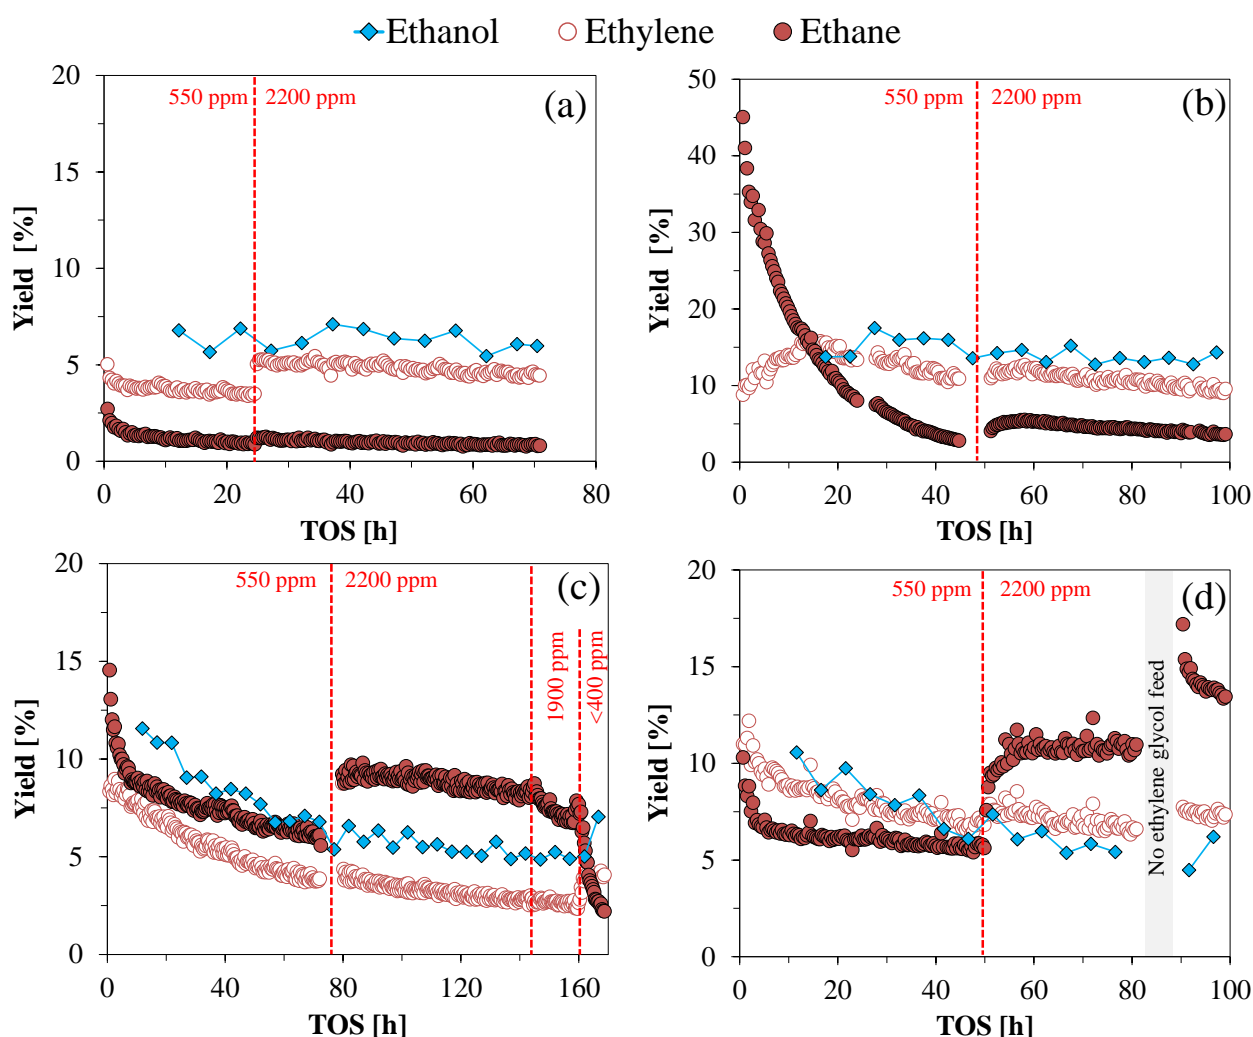 Ethanol Ethylene Ethane
20
15
10
5
0
0 20 40 60 80
Yield [%]
TOS [h]
550 ppm 2200 ppm
(a)
50
40
30
20
10
0
0 20 40 60 80 100
Yield [%]
TOS [h]
550 ppm 2200 ppm
(b)
20
15
10
5
0
0 40 80 120 160
Yield [%]
TOS [h]
550 ppm 2200 ppm
1900 ppm
<400 ppm
(c)
20
15
10
5
0
0 20 40 60 80 100
Yield [%]
TOS [h]
550 ppm 2200 ppm
No ethylene glycol feed
(d)